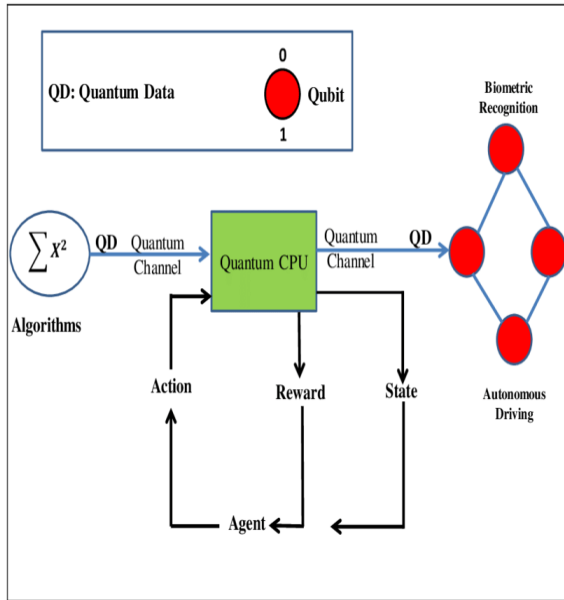 0
QD: Quantum Data
Qubit
1
Biometric
Recognition
∑ X²
QD
Quantum
Channel
Quantum CPU
Quantum
Channel
QD
Algorithms
Action
Reward
State
Autonomous
Driving
Agent